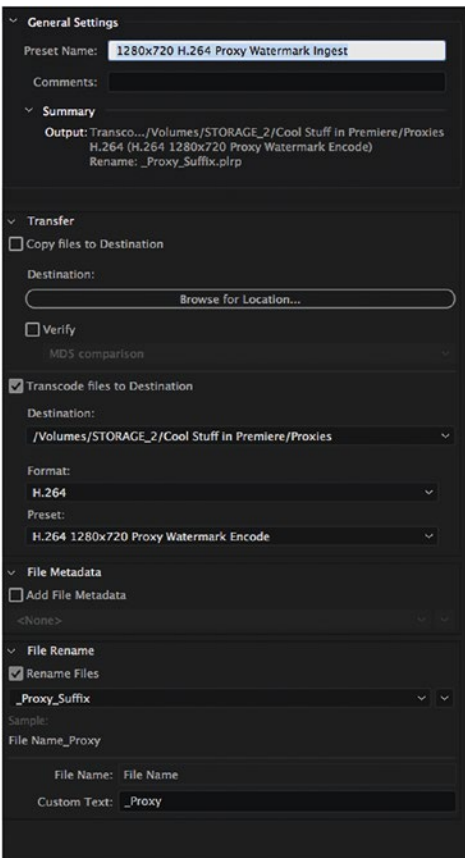 General Settings
Preset Name: 1280x720 H.264 Proxy Watermark Ingest
Comments:
Summary
Output: Transco.../Volumes/STORAGE_2/Cool Stuff in Premiere/Proxies
H.264 (H.264 1280x720 Proxy Watermark Encode)
Rename: _Proxy_Suffix.plrp
Transfer
Copy files to Destination
Destination:
Browse for Location...
Verify
MD5 comparison
Transcode files to Destination
Destination:
/Volumes/STORAGE_2/Cool Stuff in Premiere/Proxies
Format:
H.264
Preset:
H.264 1280x720 Proxy Watermark Encode
File Metadata
Add File Metadata
<None>
File Rename
Rename Files
_Proxy_Suffix
Sample:
File Name_Proxy
File Name: File Name
Custom Text: _Proxy